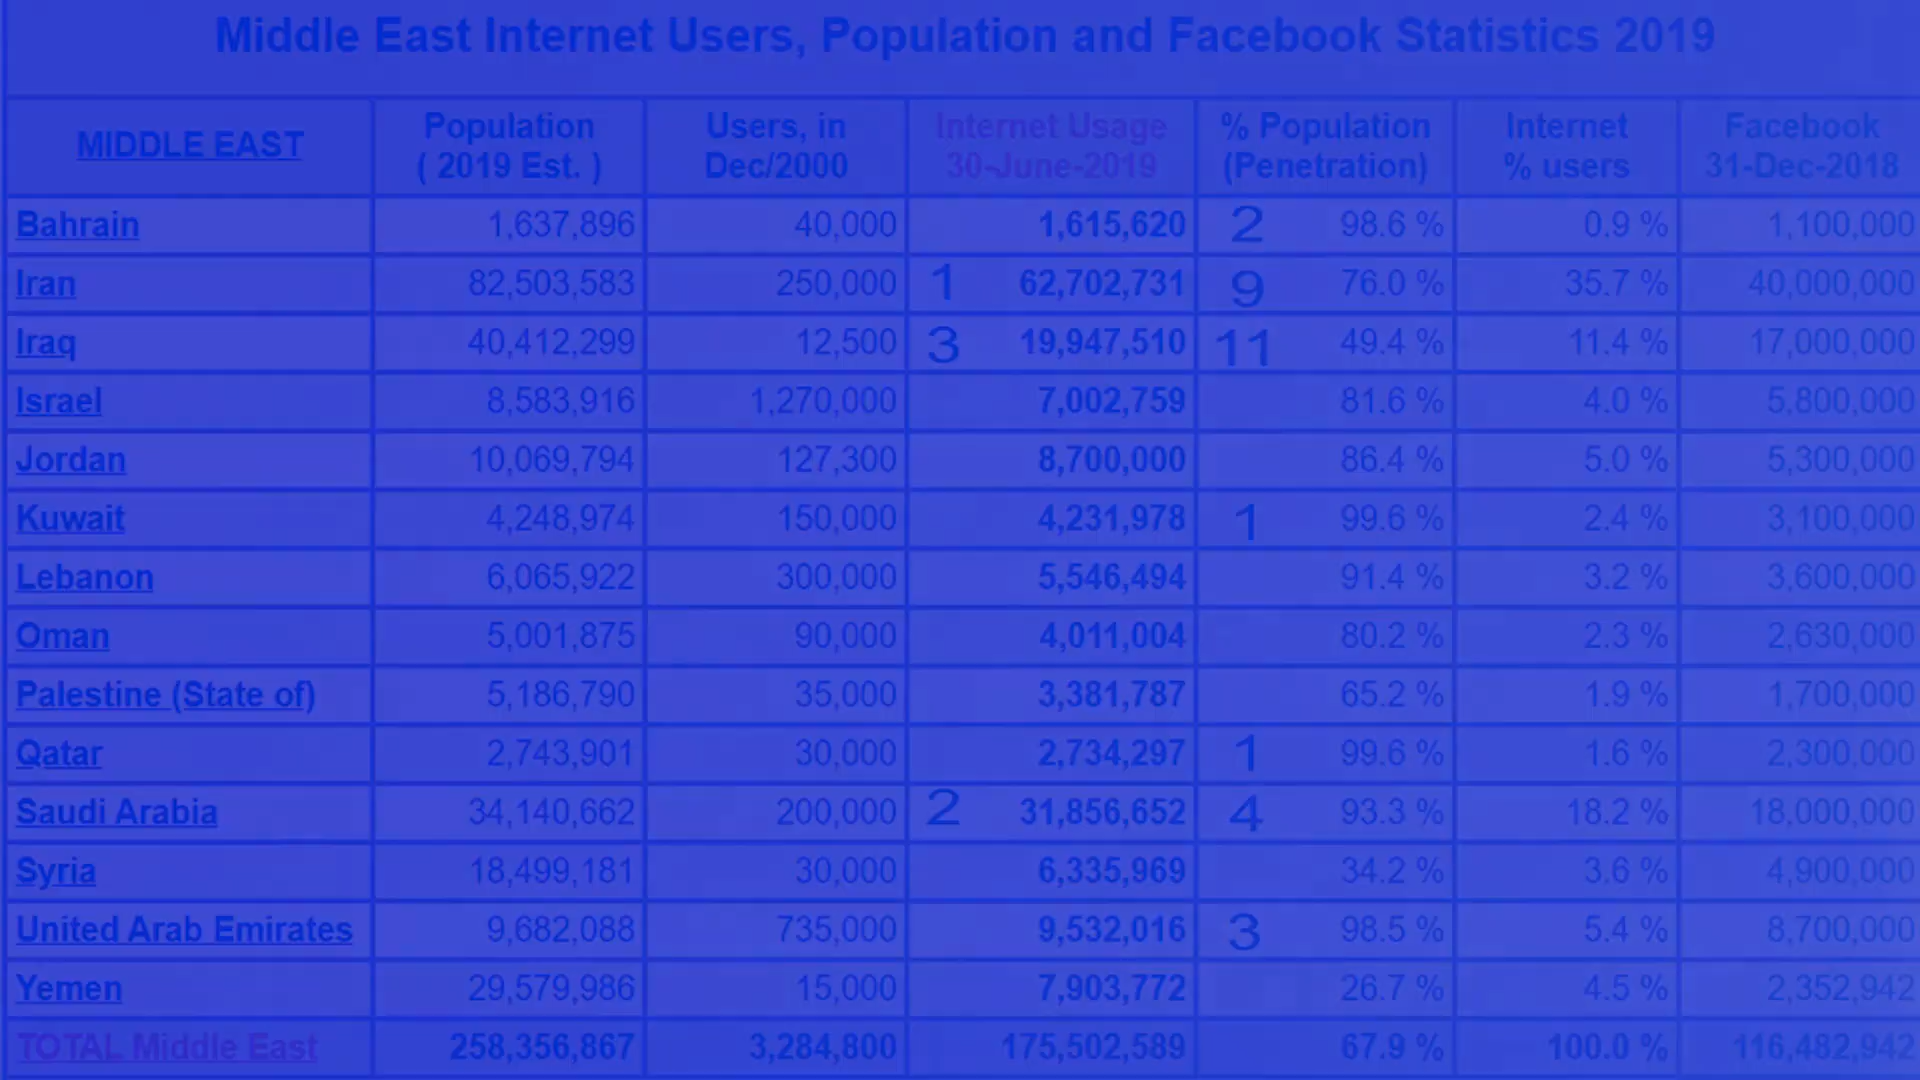 Middle East Internet Users, Population and Facebook Statistics 2019
MIDDLE EAST Population ( 2019 Est. ) Users, in Dec/2000 Internet Usage 30-June-2019 % Population (Penetration) Internet % users Facebook 31-Dec-2018
Bahrain 1,637,896 40,000 1,615,620 2 98.6 % 0.9 % 1,100,000
Iran 82,503,583 250,000 1 62,702,731 9 76.0 % 35.7 % 40,000,000
Iraq 40,412,299 12,500 3 19,947,510 11 49.4 % 11.4 % 17,000,000
Israel 8,583,916 1,270,000 7,002,759 81.6 % 4.0 % 5,800,000
Jordan 10,069,794 127,300 8,700,000 86.4 % 5.0 % 5,300,000
Kuwait 4,248,974 150,000 4,231,978 1 99.6 % 2.4 % 3,100,000
Lebanon 6,065,922 300,000 5,546,494 91.4 % 3.2 % 3,600,000
Oman 5,001,875 90,000 4,011,004 80.2 % 2.3 % 2,630,000
Palestine (State of) 5,186,790 35,000 3,381,787 65.2 % 1.9 % 1,700,000
Qatar 2,743,901 30,000 2,734,297 1 99.6 % 1.6 % 2,300,000
Saudi Arabia 34,140,662 200,000 2 31,856,652 4 93.3 % 18.2 % 18,000,000
Syria 18,499,181 30,000 6,335,969 34.2 % 3.6 % 4,900,000
United Arab Emirates 9,682,088 735,000 9,532,016 3 98.5 % 5.4 % 8,700,000
Yemen 29,579,986 15,000 7,903,772 26.7 % 4.5 % 2,352,942
TOTAL Middle East 258,356,867 3,284,800 175,502,589 67.9 % 100.0 % 116,482,942